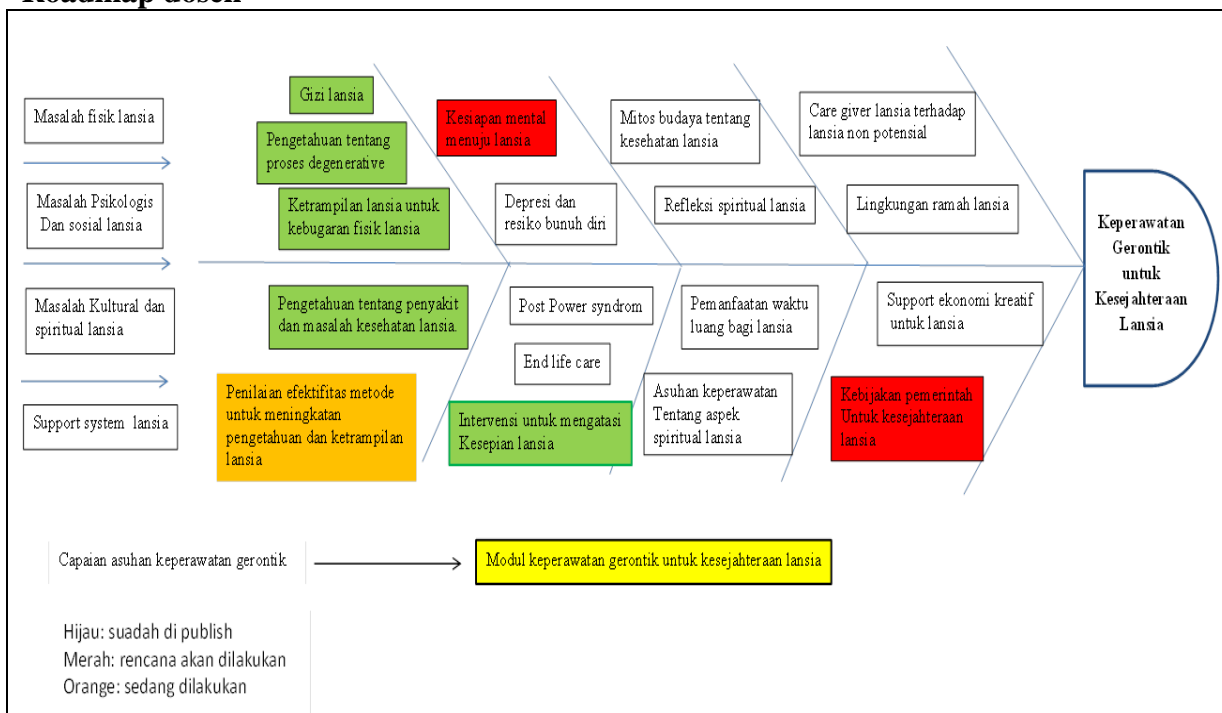 Roadmap dosen
Masalah fisik lansia
Masalah Psikologis
Dan sosial lansia
Masalah Kultural dan
spiritual lansia
Support system lansia
Gizi lansia
Pengetahuan tentang
proses degenerative
Ketrampilan lansia untuk
kebugaran fisik lansia
Pengetahuan tentang penyakit
dan masalah kesehatan lansia.
Penilaian efektifitas metode
untuk meningkatan
pengetahuan dan ketrampilan
lansia
Kesiapan mental
menuju lansia
Depresi dan
resiko bunuh diri
Post Power syndrom
End life care
Intervensi untuk mengatasi
Kesepian lansia
Mitos budaya tentang
kesehatan lansia
Refleksi spiritual lansia
Pemanfaatan waktu
luang bagi lansia
Asuhan keperawatan
Tentang aspek
spiritual lansia
Care giver lansia terhadap
lansia non potensial
Lingkungan ramah lansia
Support ekonomi kreatif
untuk lansia
Kebijakan pemerintah
Untuk kesejahteraan
lansia
Keperawatan
Gerontik
untuk
Kesejahteraan
Lansia
Capaian asuhan keperawatan gerontik
Modul keperawatan gerontik untuk kesejahteraan lansia
Hijau: suadah di publish
Merah: rencana akan dilakukan
Orange: sedang dilakukan